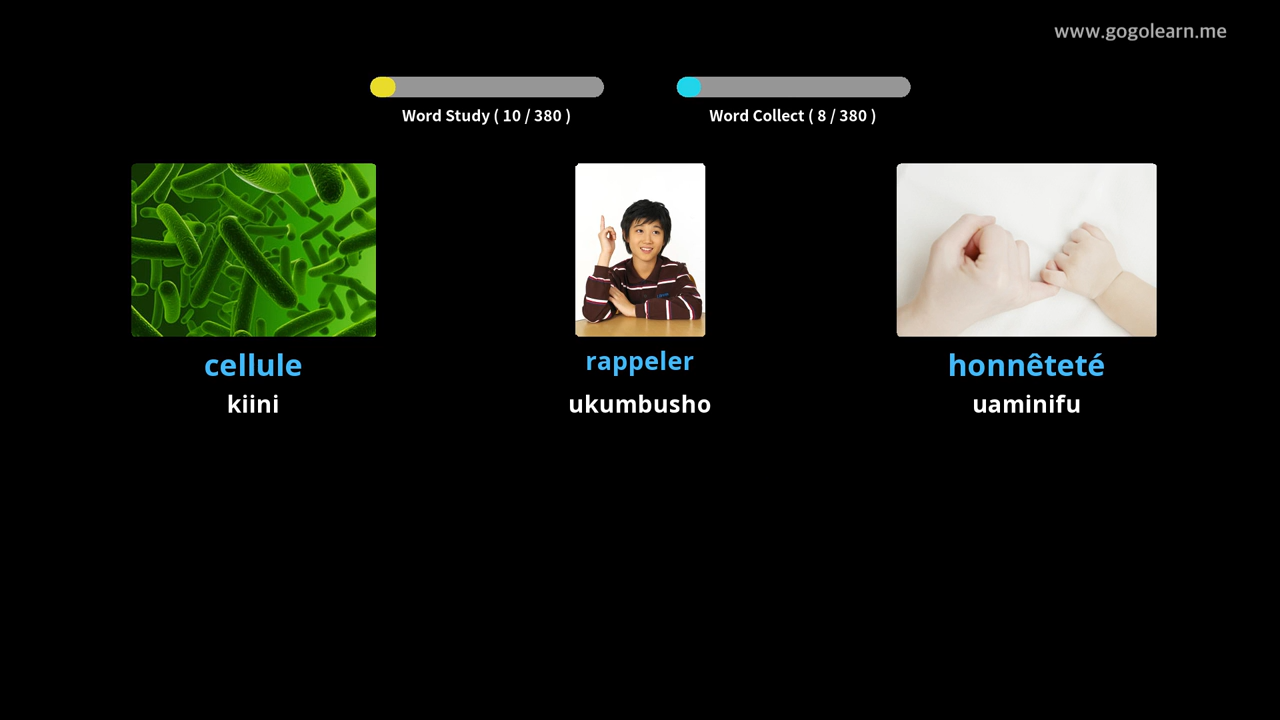 www.gogolearn.me
Word Study ( 10 / 380 )
Word Collect ( 8 / 380 )
cellule
rappeler
honnêteté
kiini
ukumbusho
uaminifu